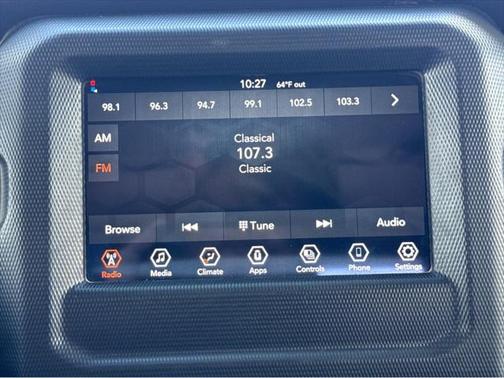 10:27 64°F out
98.1 96.3 94.7 99.1 102.5 103.3
AM
Classical
107.3
FM
Classic
Browse Tune Audio
Radio Media Climate Apps Controls Phone Settings